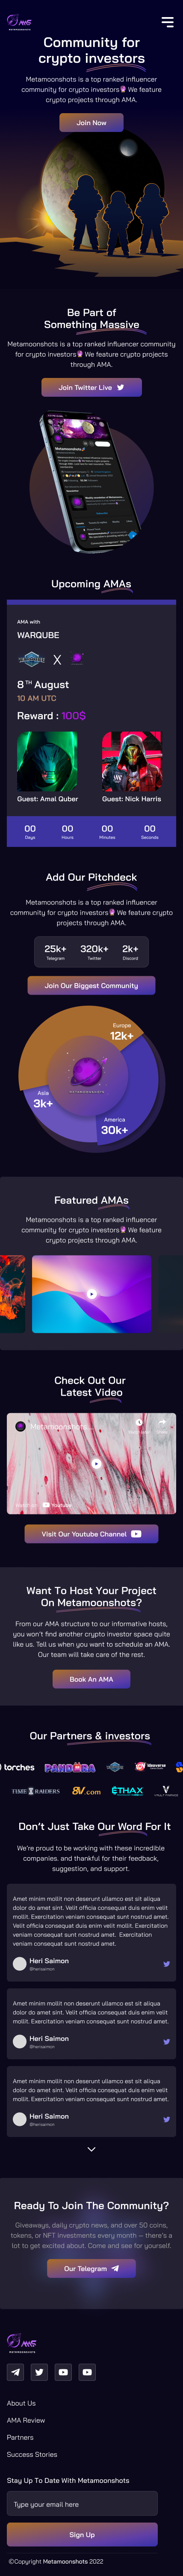 METAMOONSHOTS
Community for
crypto investors
Metamoonshots is a top ranked influencer
community for crypto investors We feature
crypto projects through AMA.
Join Now
Be Part of
Something Massive
Metamoonshots is a top ranked influencer community
for crypto investors We feature crypto projects
through AMA.
Join Twitter Live
Upcoming AMAs
AMA with
WARQUBE
X
8TH August
10 AM UTC
Reward : 100$
Guest: Amal Quber
Guest: Nick Harris
00 00 00 00
Days Hours Minutes Seconds
Add Our Pitchdeck
Metamoonshots is a top ranked influencer
community for crypto investors We feature crypto
projects through AMA.
25k+ 320k+ 2k+
Telegram Twitter Discord
Join Our Biggest Community
Europe
12k+
Asia
3k+
METAMOONSHOTS
America
30k+
Featured AMAs
Metamoonshots is a top ranked influencer
community for crypto investors We feature
crypto projects through AMA.
Check Out Our
Latest Video
Metamoonshots
Youtube
Visit Our Youtube Channel
Want To Host Your Project
On Metamoonshots?
From our AMA structure to our informative hosts,
you won't find another crypto investor space quite
like us. Tell us when you want to schedule an AMA.
Our team will take care of the rest.
Book An AMA
Our Partners & investors
torches PANDORA
TIME RAIDERS BV.com ETHAX
Don't Just Take Our Word For It
We're proud to be working with these incredible
companies. and thankful for their feedback,
suggestion, and support.
Amet minim mollit non deserunt ullamco est sit aliqua
dolor do amet sint. Velit officia consequat duis enim velit
mollit. Exercitation veniam consequat sunt nostrud amet.
Velit officia consequat duis enim velit mollit. Exercitation
veniam consequat sunt nostrud amet. Exercitation
veniam consequat sunt nostrud amet.
Heri Saimon
@herisaimon
Amet minim mollit non deserunt ullamco est sit aliqua
dolor do amet sint. Velit officia consequat duis enim velit
mollit. Exercitation veniam consequat sunt nostrud amet.
Heri Saimon
@herisaimon
Amet minim mollit non deserunt ullamco est sit aliqua
dolor do amet sint. Velit officia consequat duis enim velit
mollit. Exercitation veniam consequat sunt nostrud amet.
Heri Saimon
@herisaimon
Ready To Join The Community?
Giveaways, daily crypto news, and over 50 coins,
tokens, or NFT investments every month — there's a
lot to get excited about. Come and see for yourself.
Our Telegram
METAMOONSHOTS
About Us
AMA Review
Partners
Success Stories
Stay Up To Date With Metamoonshots
Type your email here
Sign Up
©Copyright Metamoonshots 2022